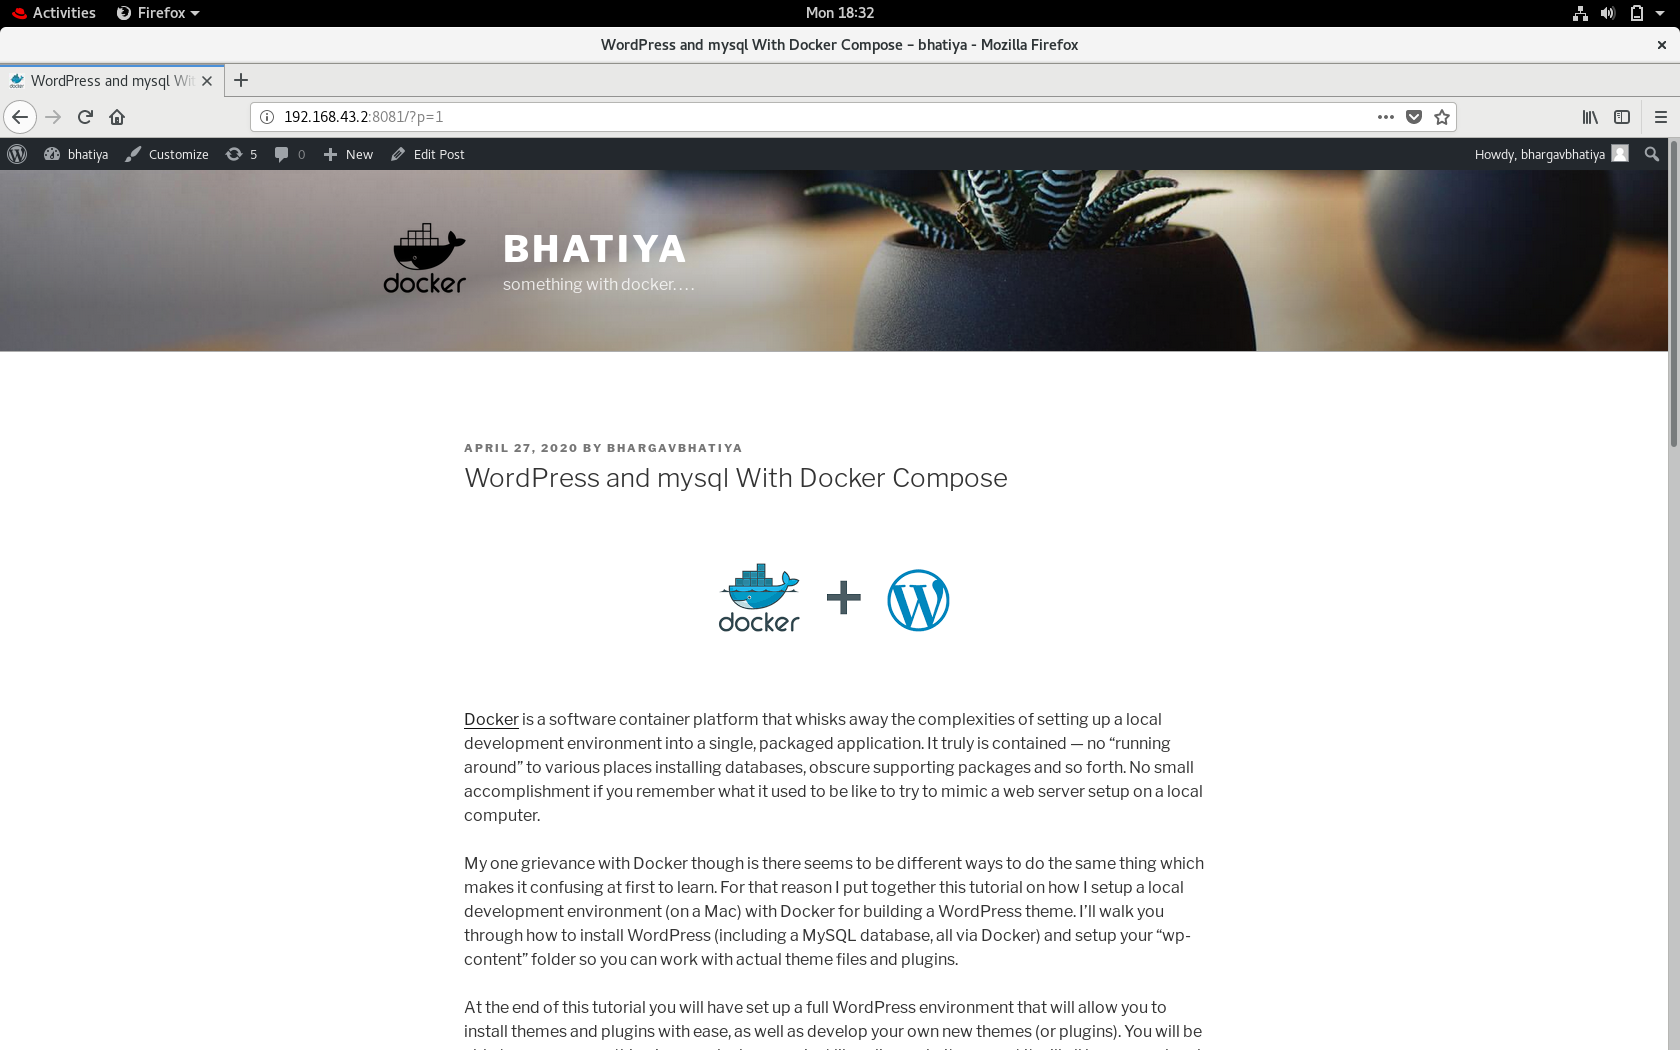 Activities Firefox Mon 18:32
WordPress and mysql With Docker Compose – bhatiya - Mozilla Firefox
WordPress and mysql Wit
192.168.43.2:8081/?p=1
bhatiya Customize 5 0 New Edit Post Howdy, bhargavbhatiya
docker
BHATIYA
something with docker. . . .
APRIL 27, 2020 BY BHARGAVBHATIYA
WordPress and mysql With Docker Compose
docker + W
Docker is a software container platform that whisks away the complexities of setting up a local
development environment into a single, packaged application. It truly is contained — no “running
around” to various places installing databases, obscure supporting packages and so forth. No small
accomplishment if you remember what it used to be like to try to mimic a web server setup on a local
computer.
My one grievance with Docker though is there seems to be different ways to do the same thing which
makes it confusing at first to learn. For that reason I put together this tutorial on how I setup a local
development environment (on a Mac) with Docker for building a WordPress theme. I’ll walk you
through how to install WordPress (including a MySQL database, all via Docker) and setup your “wp-
content” folder so you can work with actual theme files and plugins.
At the end of this tutorial you will have set up a full WordPress environment that will allow you to
install themes and plugins with ease, as well as develop your own new themes (or plugins). You will be